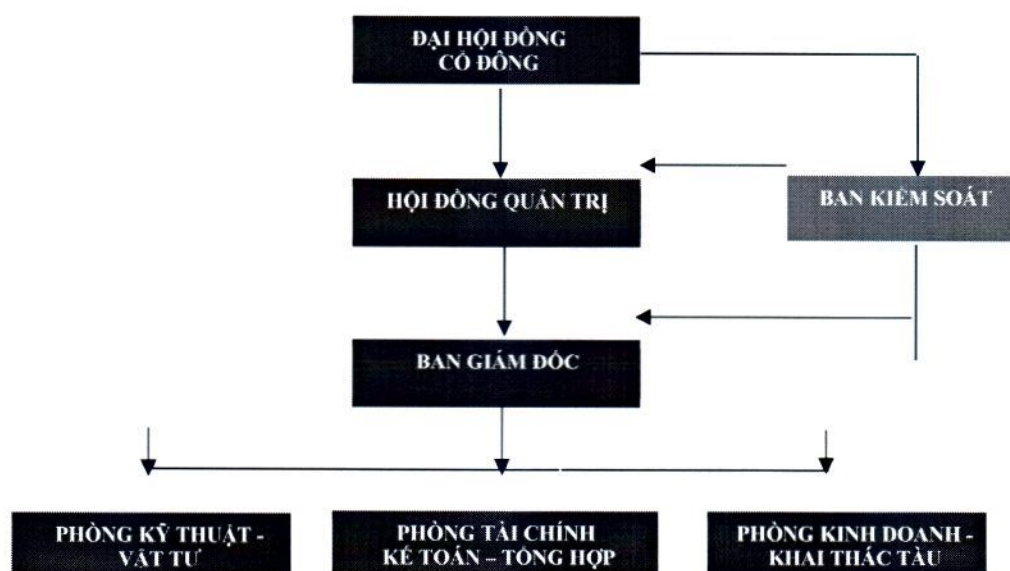 ĐẠI HỘI ĐỒNG
CỔ ĐÔNG
HỘI ĐỒNG QUẢN TRỊ
BAN KIỂM SOÁT
BAN GIÁM ĐỐC
PHÒNG KỸ THUẬT -
VẬT TƯ
PHÒNG TÀI CHÍNH
KẾ TOÁN – TỔNG HỢP
PHÒNG KINH DOANH -
KHAI THÁC TÀU